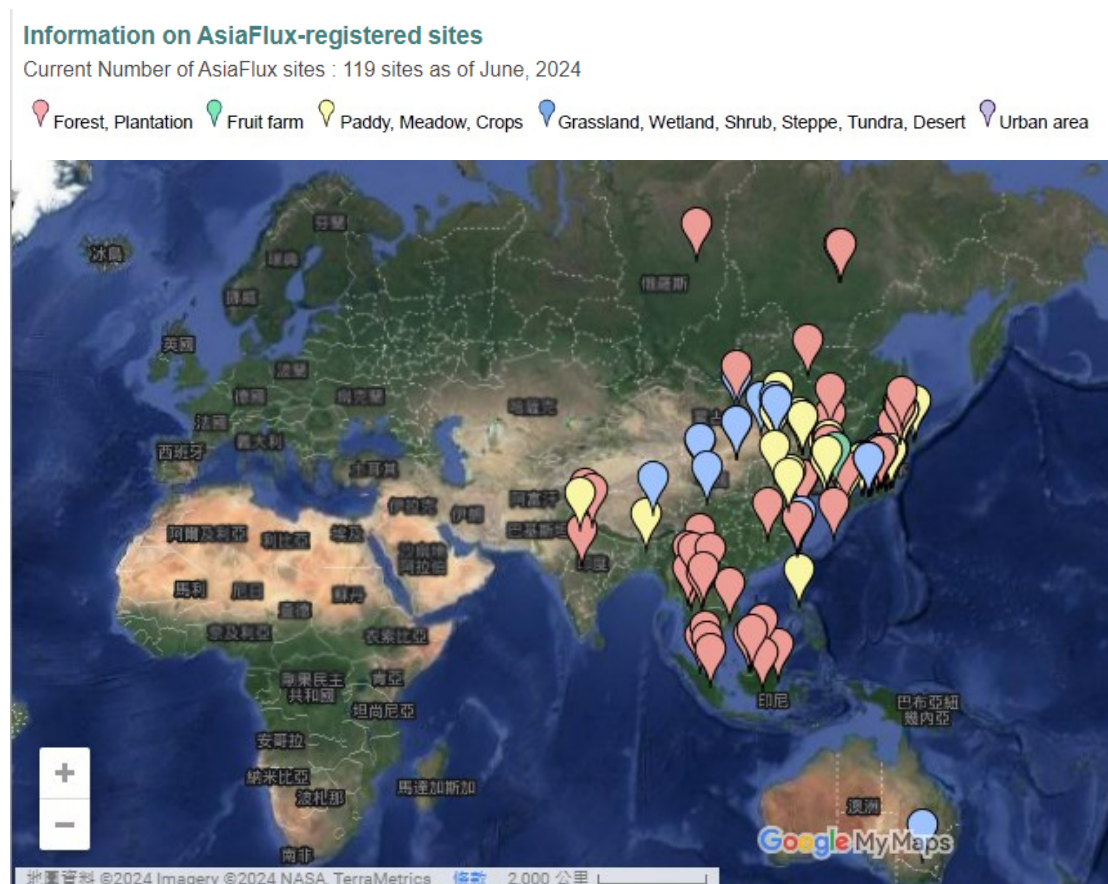 Information on AsiaFlux-registered sites
Current Number of AsiaFlux sites : 119 sites as of June, 2024
Forest, Plantation Fruit farm Paddy, Meadow, Crops Grassland, Wetland, Shrub, Steppe, Tundra, Desert Urban area
芬蘭
冰島
瑞典
俄羅斯
挪威
英國
波蘭
德國
烏克蘭
哈薩克
法國
義大利
西班牙
土耳其
伊拉克
伊朗
阿富汗
巴基斯坦
阿爾及利亞
利比亞
埃及
沙烏地
阿拉伯
印度
馬利
尼日
蘇丹
查德
奈及利亞
衣索比亞
剛果民主
共和國
肯亞
坦尚尼亞
印尼
巴布亞紐
幾內亞
安哥拉
納米比亞
波札那
馬達加斯加
澳洲
南非
+
−
Google My Maps
地圖資料 ©2024 Imagery ©2024 NASA, TerraMetrics 條款 2,000 公里